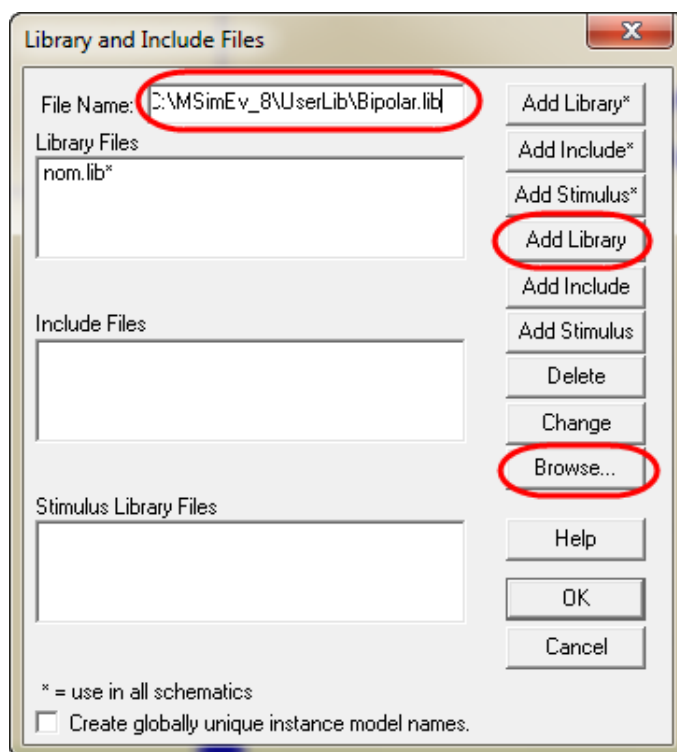 Library and Include Files
File Name: C:\MSimEv_8\UserLib\Bipolar.lib
Add Library*
Library Files
nom.lib*
Add Include*
Add Stimulus*
Add Library
Add Include
Include Files
Add Stimulus
Delete
Change
Browse...
Stimulus Library Files
Help
OK
Cancel
* = use in all schematics
Create globally unique instance model names.